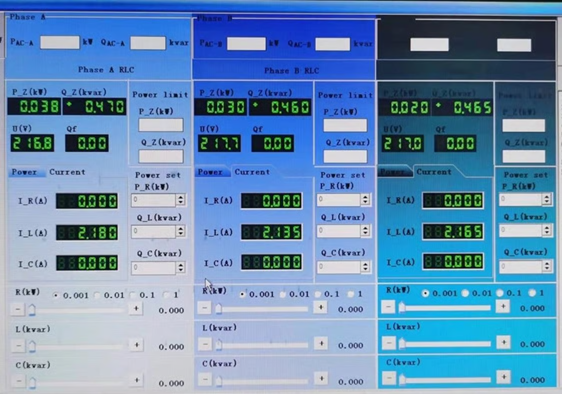 Phase A Phase B
PAC-A kW QAC-A kvar PAC-B kW QAC-B kvar
Phase A RLC Phase B RLC
P_Z(kW) Q_Z(kvar) Power limit P_Z(kW) Q_Z(kvar) Power limit P_Z(kW) Q_Z(kvar) Power limit
0.038 + 0.470 P_Z(kW) 0.030 + 0.460 P_Z(kW) 0.020 + 0.465 P_Z(kW)
U(V) Qf U(V) Qf U(V) Qf
216.8 0.00 Q_Z(kvar) 217.7 0.00 Q_Z(kvar) 217.0 0.00 Q_Z(kvar)
Power Current Power set Power Current Power set Power Current Power set
P_R(kW) P_R(kW) P_R(kW)
I_R(A) 0.000 0 I_R(A) 0.000 0 I_R(A) 0.000 0
Q_L(kvar) Q_L(kvar) Q_L(kvar)
I_L(A) 2.180 0 I_L(A) 2.135 0 I_L(A) 2.165 0
Q_C(kvar) Q_C(kvar) Q_C(kvar)
I_C(A) 0.000 0 I_C(A) 0.000 0 I_C(A) 0.000 0
R(kW) 0.001 0.01 0.1 1 R(kW) 0.001 0.01 0.1 1 R(kW) 0.001 0.01 0.1 1
- + 0.000 - + 0.000 - + 0.000
L(kvar) L(kvar) L(kvar)
- + 0.000 - + 0.000 - + 0.000
C(kvar) C(kvar) C(kvar)
- + 0.000 - + 0.000 - + 0.000